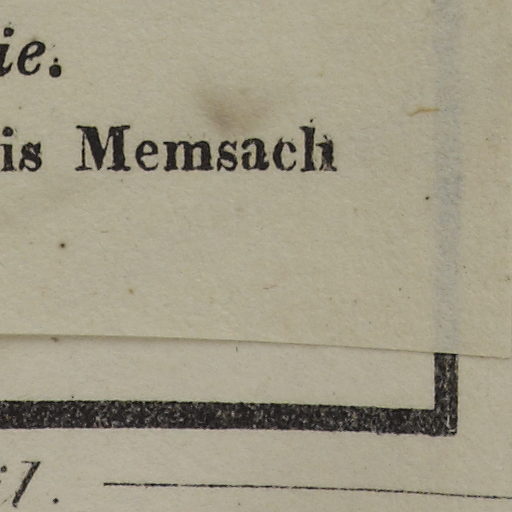 ie.
is Memsach